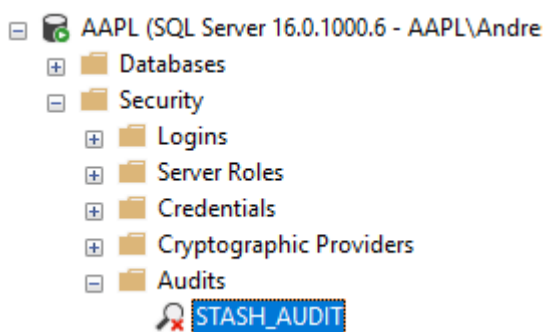 AAPL (SQL Server 16.0.1000.6 - AAPL\Andre
Databases
Security
Logins
Server Roles
Credentials
Cryptographic Providers
Audits
STASH_AUDIT